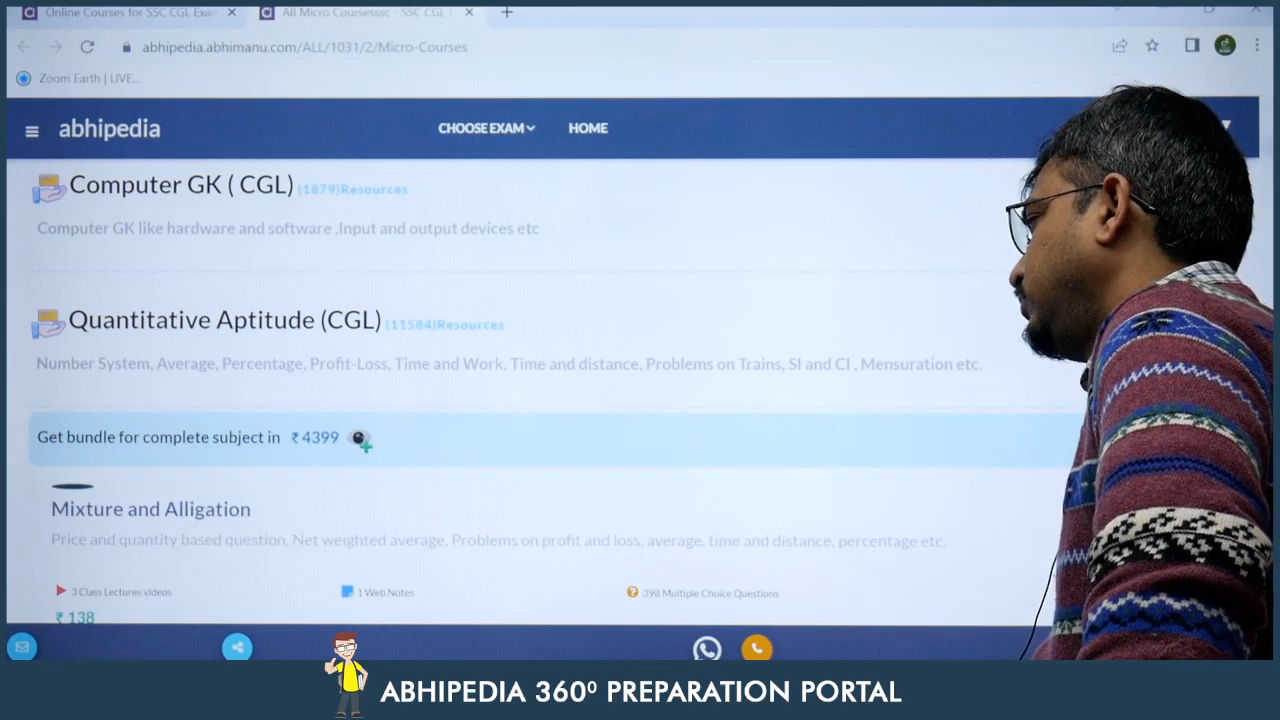 Online Courses for SSC CGL Exam
All Micro Coursesssc - SSC CGL
abhipedia.abhimanu.com/ALL/1031/2/Micro-Courses
Zoom Earth | LIVE...
abhipedia
CHOOSE EXAM
HOME
Computer GK ( CGL) (1879)Resources
Computer GK like hardware and software ,Input and output devices etc
Quantitative Aptitude (CGL) (11584)Resources
Number System, Average, Percentage, Profit-Loss, Time and Work, Time and distance, Problems on Trains, SI and CI , Mensuration etc.
Get bundle for complete subject in ₹ 4399
Mixture and Alligation
Price and quantity based question, Net weighted average, Problems on profit and loss, average, time and distance, percentage etc.
3 Class Lectures videos
1 Web Notes
398 Multiple Choice Questions
₹ 138
ABHIPEDIA 360⁰ PREPARATION PORTAL